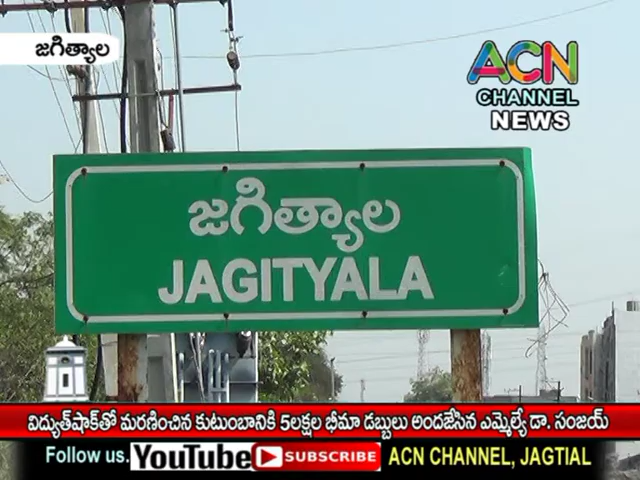 జగిత్యాల
ACN
CHANNEL
NEWS
జగిత్యాల
JAGITYALA
విద్యుత్‌షాక్‌తో మరణించిన కుటుంబానికి 5లక్షల భీమా డబ్బులు అందజేసిన ఎమ్మెల్యే డా. సంజయ్
Follow us. YouTube SUBSCRIBE ACN CHANNEL, JAGTIAL